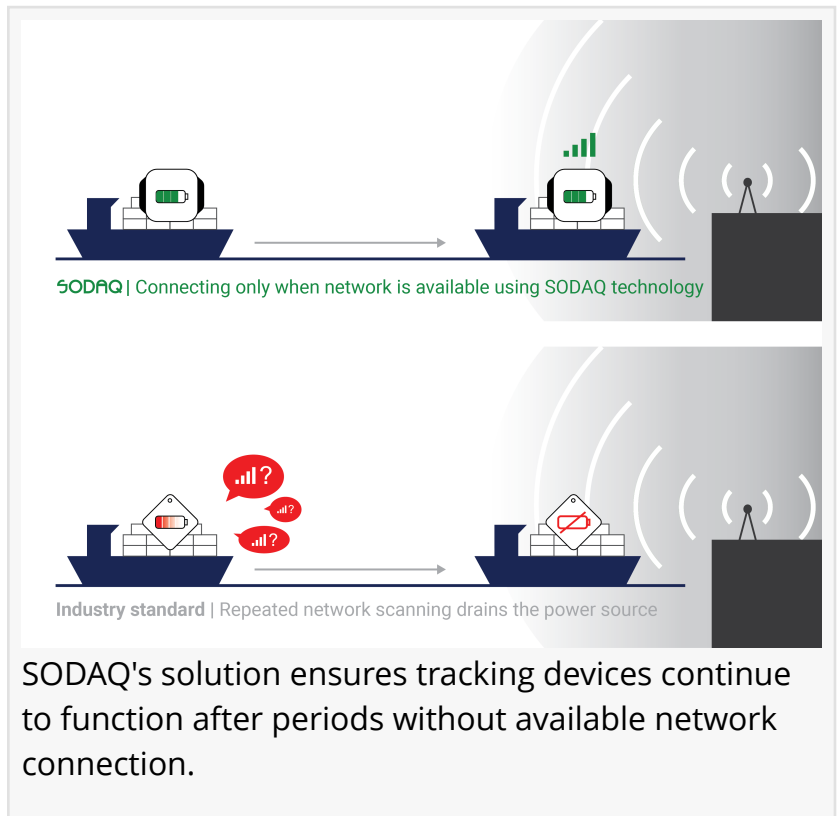 SODAQ | Connecting only when network is available using SODAQ technology
?
?
?
Industry standard | Repeated network scanning drains the power source
SODAQ's solution ensures tracking devices continue
to function after periods without available network
connection.